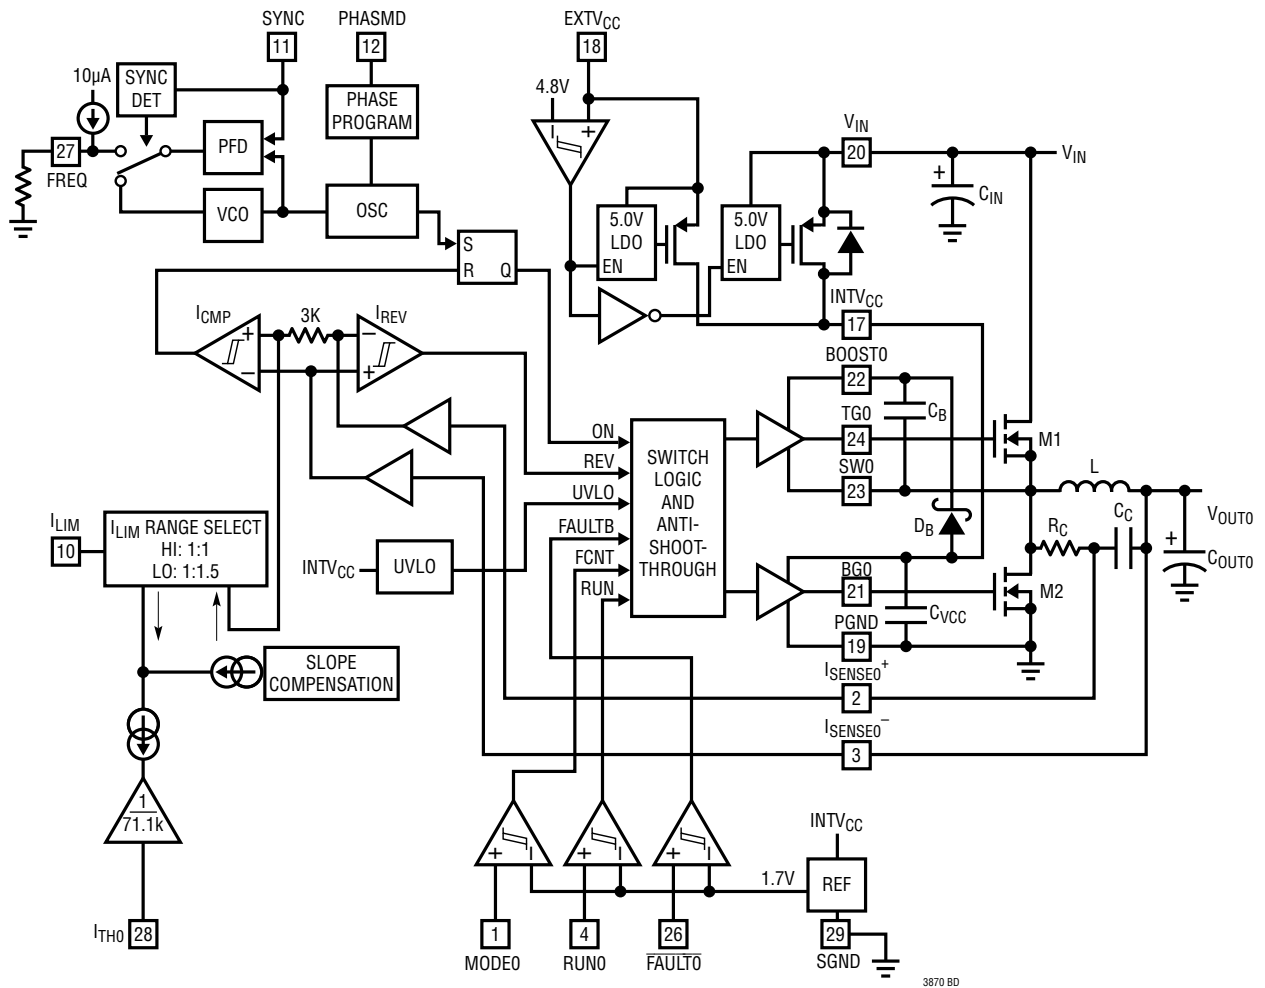 SYNC
PHASMD
EXTVCC
11
12
18
10µA
SYNC
DET
PHASE
PROGRAM
4.8V
– +
VIN
20
VIN
27
FREQ
PFD
+
CIN
VCO
OSC
5.0V
LDO
EN
5.0V
LDO
EN
S
R Q
INTVCC
17
ICMP
3K
IREV
+
–
–
+
BOOST0
22
CB
TG0
24
M1
SW0
23
L
ON
REV
UVLO
FAULTB
FCNT
RUN
SWITCH
LOGIC
AND
ANTI-
SHOOT-
THROUGH
VOUT0
DB
RC
CC
+
COUT0
ILIM
10
ILIM RANGE SELECT
HI: 1:1
LO: 1:1.5
INTVCC
UVLO
BG0
21
M2
CVCC
PGND
19
SLOPE
COMPENSATION
ISENSE0+
2
ISENSE0–
3
1
71.1k
+ –
+ –
+ –
INTVCC
1.7V
REF
ITH0
28
1
MODE0
4
RUN0
26
FAULT0
29
SGND
3870 BD